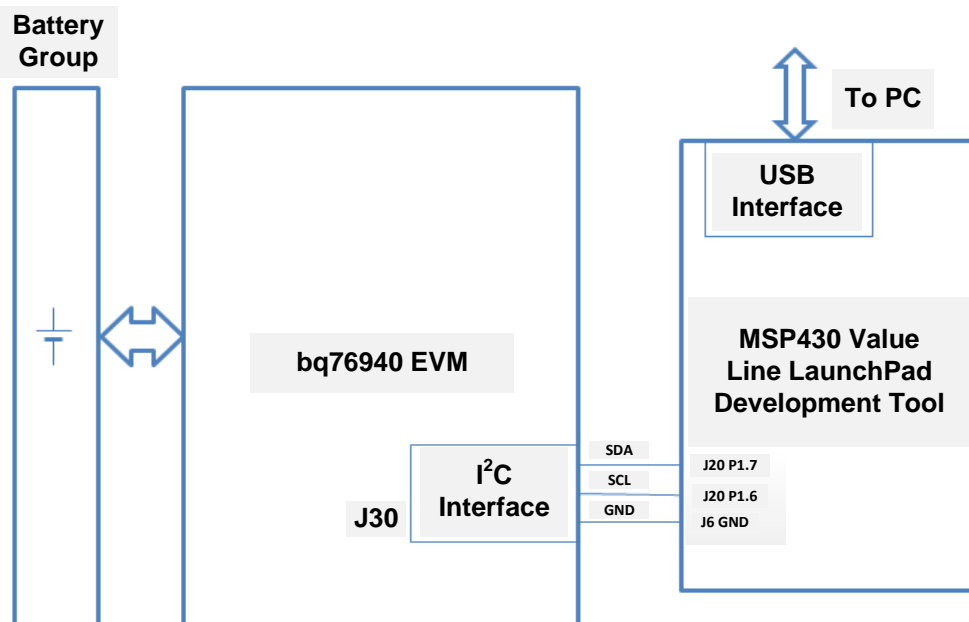 Battery
Group
To PC
USB
Interface
bq76940 EVM
MSP430 Value
Line LaunchPad
Development Tool
J30
I²C
Interface
SDA
SCL
GND
J20 P1.7
J20 P1.6
J6 GND